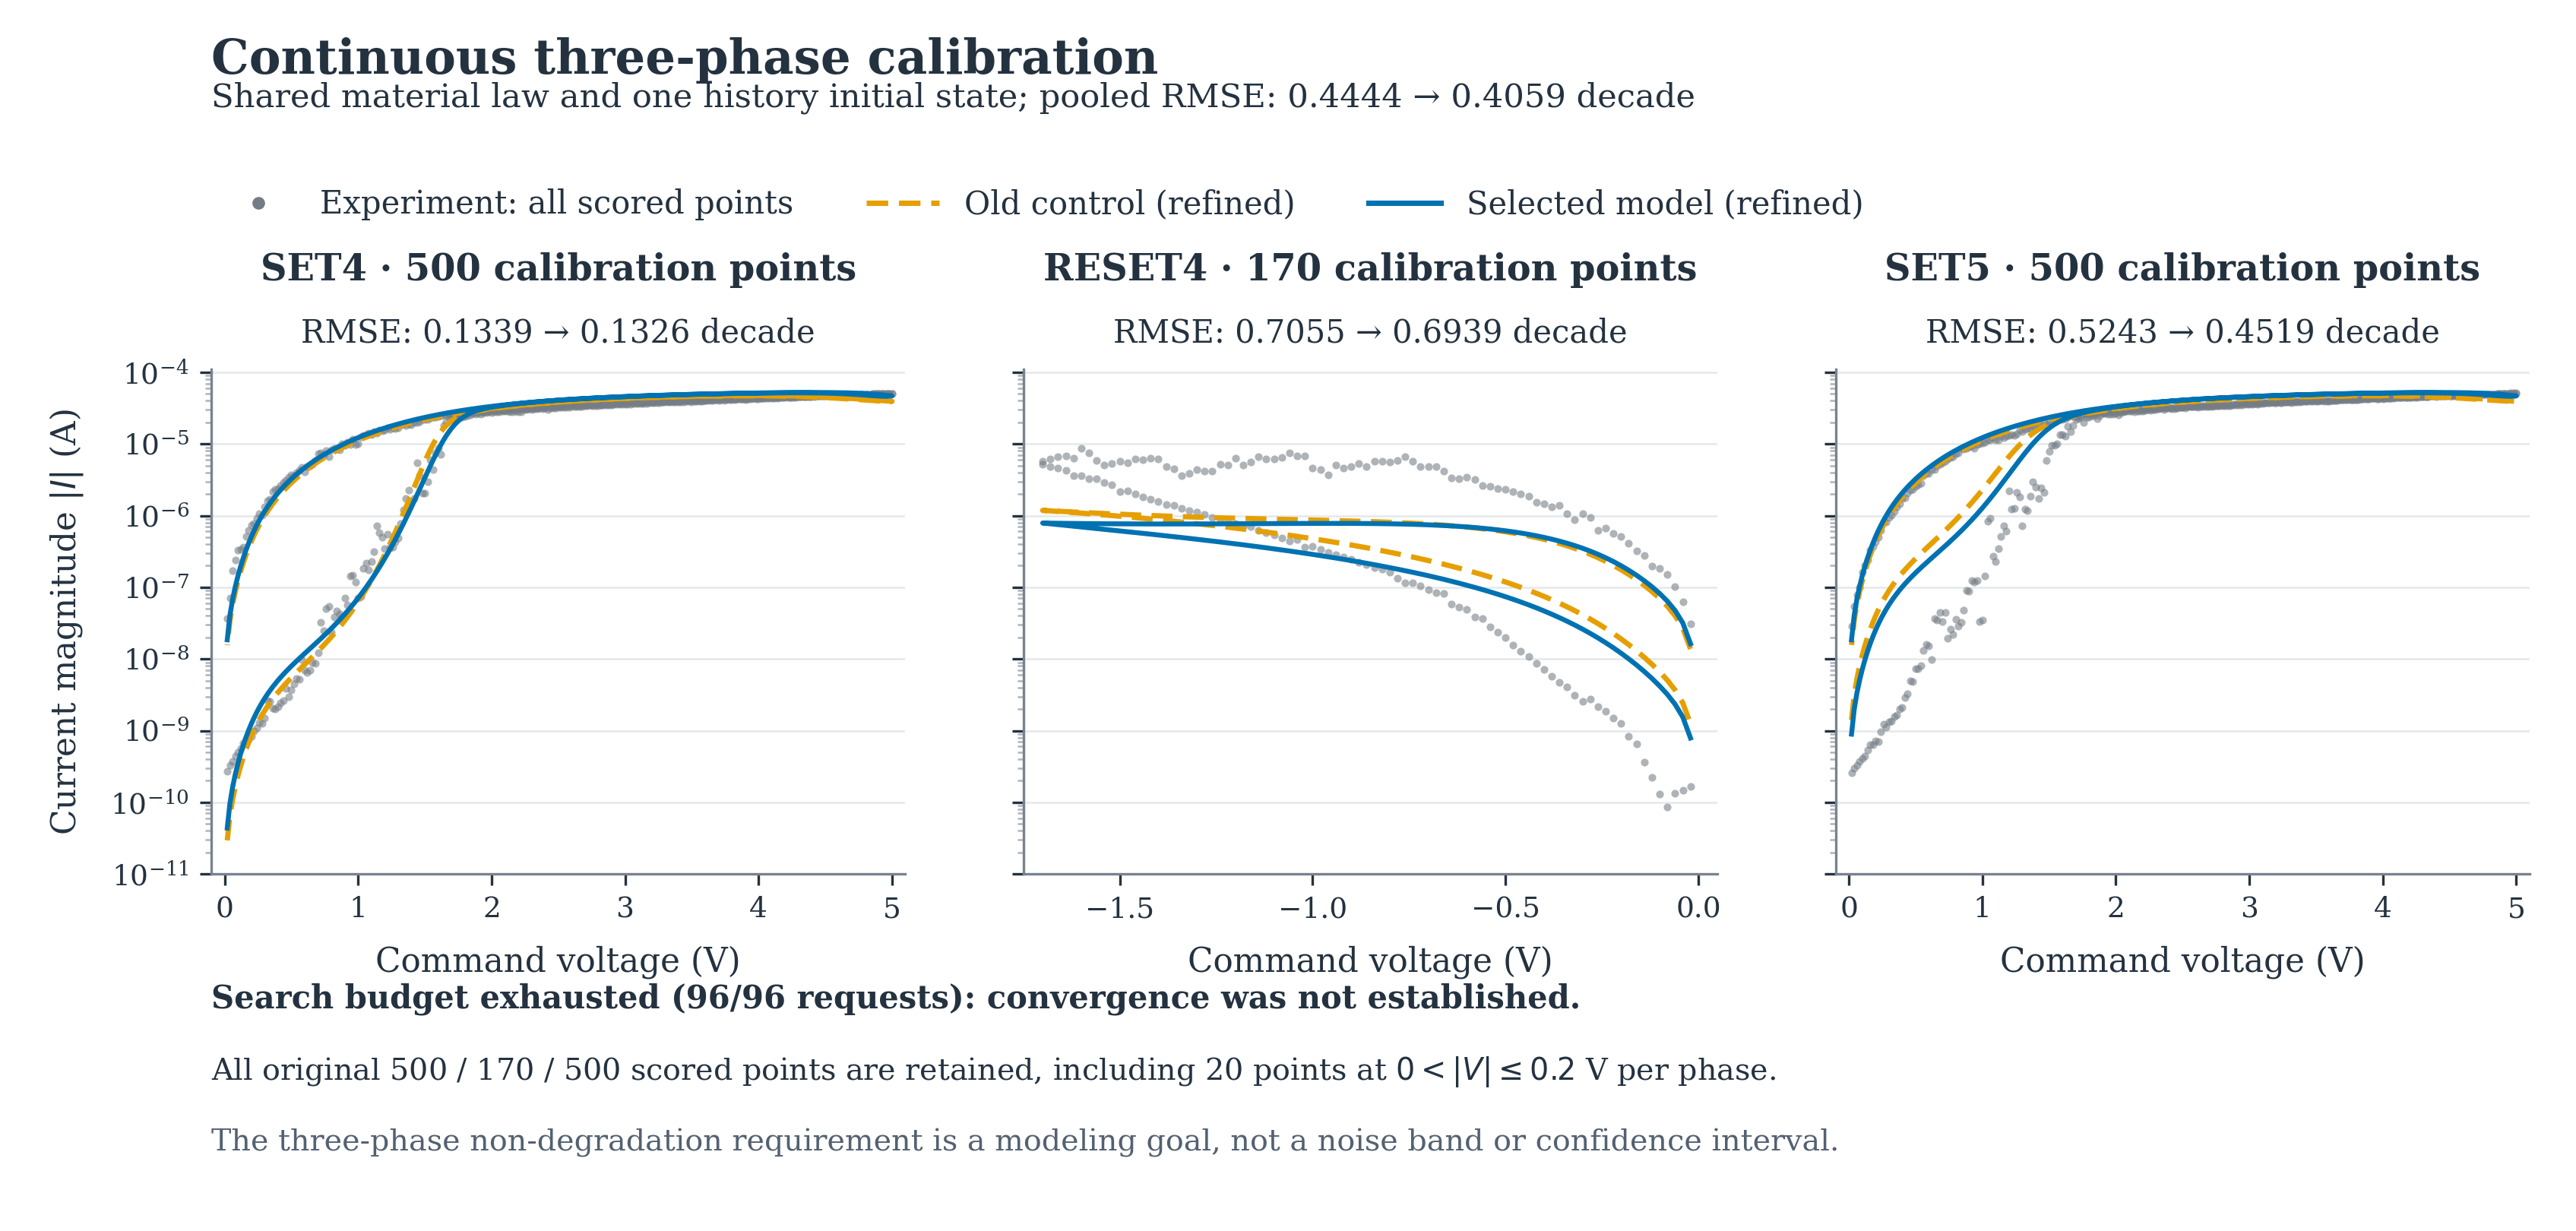 Continuous three-phase calibration
Shared material law and one history initial state; pooled RMSE: 0.4444 → 0.4059 decade
Experiment: all scored points
Old control (refined)
Selected model (refined)
SET4 · 500 calibration points
RMSE: 0.1339 → 0.1326 decade
RESET4 · 170 calibration points
RMSE: 0.7055 → 0.6939 decade
SET5 · 500 calibration points
RMSE: 0.5243 → 0.4519 decade
Current magnitude |I| (A)
10⁻⁴
10⁻⁵
10⁻⁶
10⁻⁷
10⁻⁸
10⁻⁹
10⁻¹⁰
10⁻¹¹
0 1 2 3 4 5
−1.5 −1.0 −0.5 0.0
0 1 2 3 4 5
Command voltage (V)
Command voltage (V)
Command voltage (V)
Search budget exhausted (96/96 requests): convergence was not established.
All original 500 / 170 / 500 scored points are retained, including 20 points at 0 < |V| ≤ 0.2 V per phase.
The three-phase non-degradation requirement is a modeling goal, not a noise band or confidence interval.